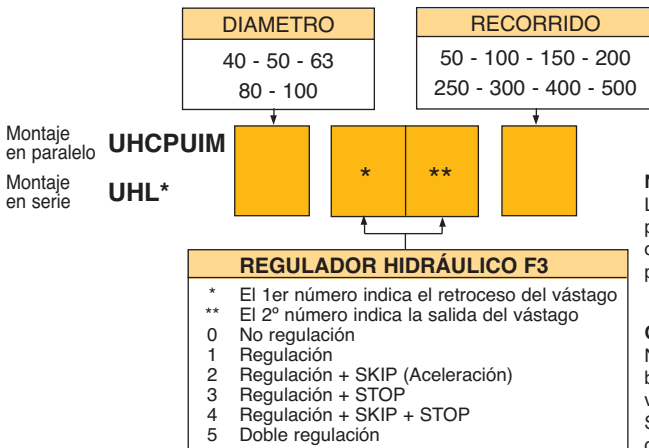 DIAMETRO
40 - 50 - 63
80 - 100
RECORRIDO
50 - 100 - 150 - 200
250 - 300 - 400 - 500
Montaje
en paralelo UHCPUIM
Montaje
en serie UHL*
* **
REGULADOR HIDRÁULICO F3
* El 1er número indica el retroceso del vástago
** El 2º número indica la salida del vástago
0 No regulación
1 Regulación
2 Regulación + SKIP (Aceleración)
3 Regulación + STOP
4 Regulación + SKIP + STOP
5 Doble regulación